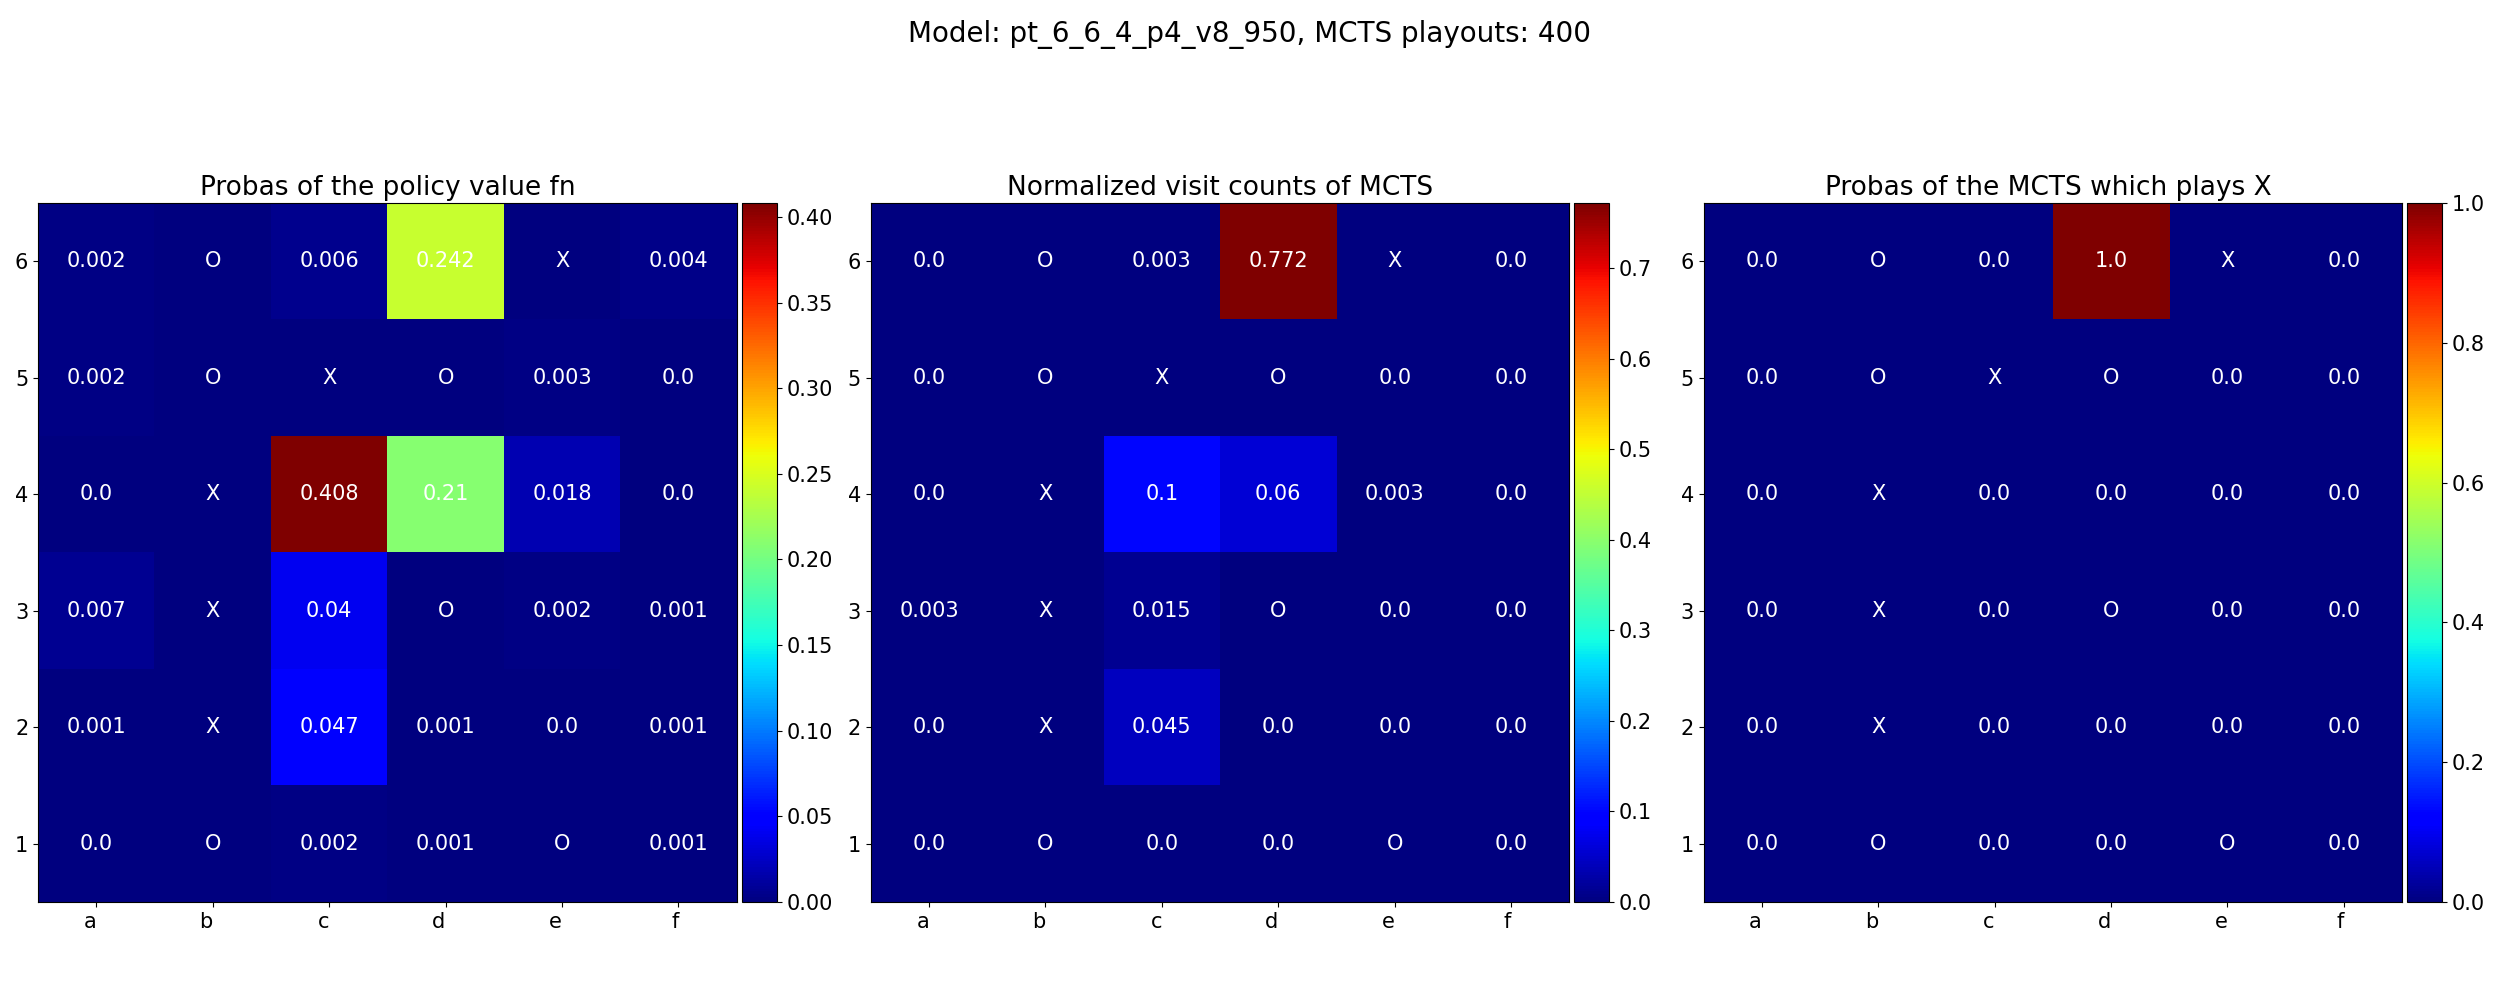 Model: pt_6_6_4_p4_v8_950, MCTS playouts: 400
Probas of the policy value fn
6 0.002 O 0.006 0.242 X 0.004
5 0.002 O X O 0.003 0.0
4 0.0 X 0.408 0.21 0.018 0.0
3 0.007 X 0.04 O 0.002 0.001
2 0.001 X 0.047 0.001 0.0 0.001
1 0.0 O 0.002 0.001 O 0.001
a b c d e f
0.40
0.35
0.30
0.25
0.20
0.15
0.10
0.05
0.00
Normalized visit counts of MCTS
6 0.0 O 0.003 0.772 X 0.0
5 0.0 O X O 0.0 0.0
4 0.0 X 0.1 0.06 0.003 0.0
3 0.003 X 0.015 O 0.0 0.0
2 0.0 X 0.045 0.0 0.0 0.0
1 0.0 O 0.0 0.0 O 0.0
a b c d e f
0.7
0.6
0.5
0.4
0.3
0.2
0.1
0.0
Probas of the MCTS which plays X
6 0.0 O 0.0 1.0 X 0.0
5 0.0 O X O 0.0 0.0
4 0.0 X 0.0 0.0 0.0 0.0
3 0.0 X 0.0 O 0.0 0.0
2 0.0 X 0.0 0.0 0.0 0.0
1 0.0 O 0.0 0.0 O 0.0
a b c d e f
1.0
0.8
0.6
0.4
0.2
0.0